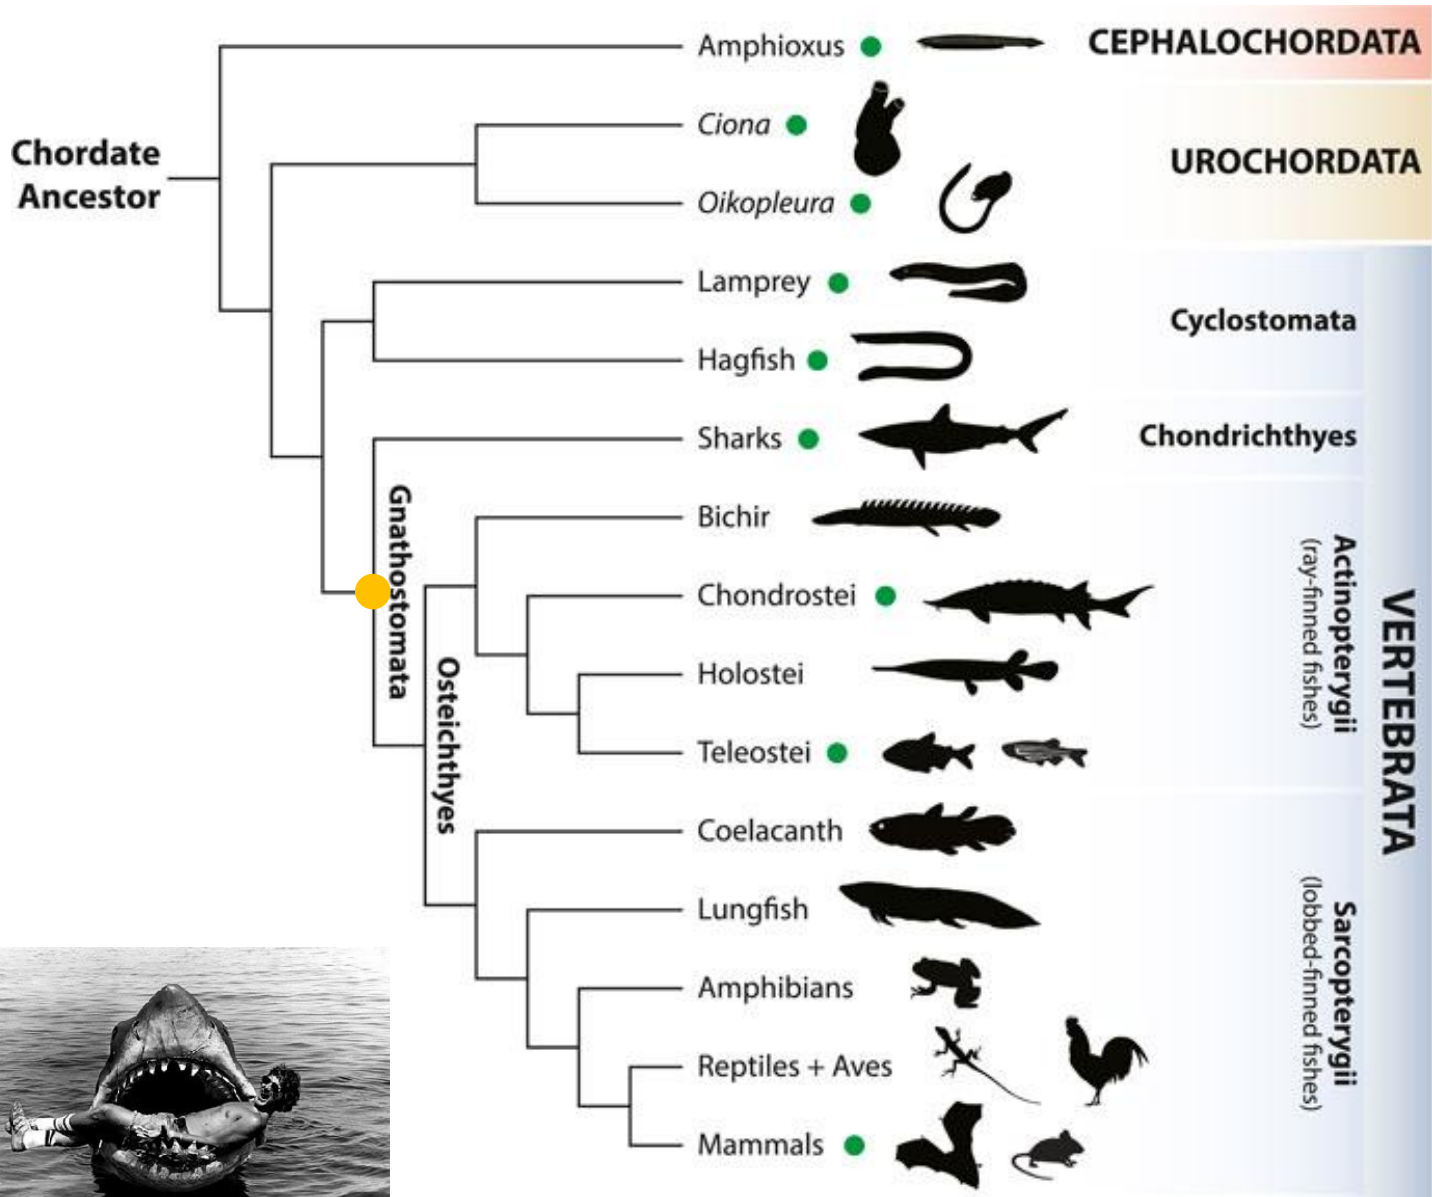 Amphioxus
CEPHALOCHORDATA
Ciona
UROCHORDATA
Oikopleura
Chordate
Ancestor
Lamprey
Cyclostomata
Hagfish
Sharks
Chondrichthyes
Gnathostomata
Osteichthyes
Bichir
Chondrostei
Holostei
Teleostei
Actinopterygii
(ray-finned fishes)
VERTEBRATA
Coelacanth
Lungfish
Amphibians
Reptiles + Aves
Mammals
Sarcopterygii
(lobbed-finned fishes)